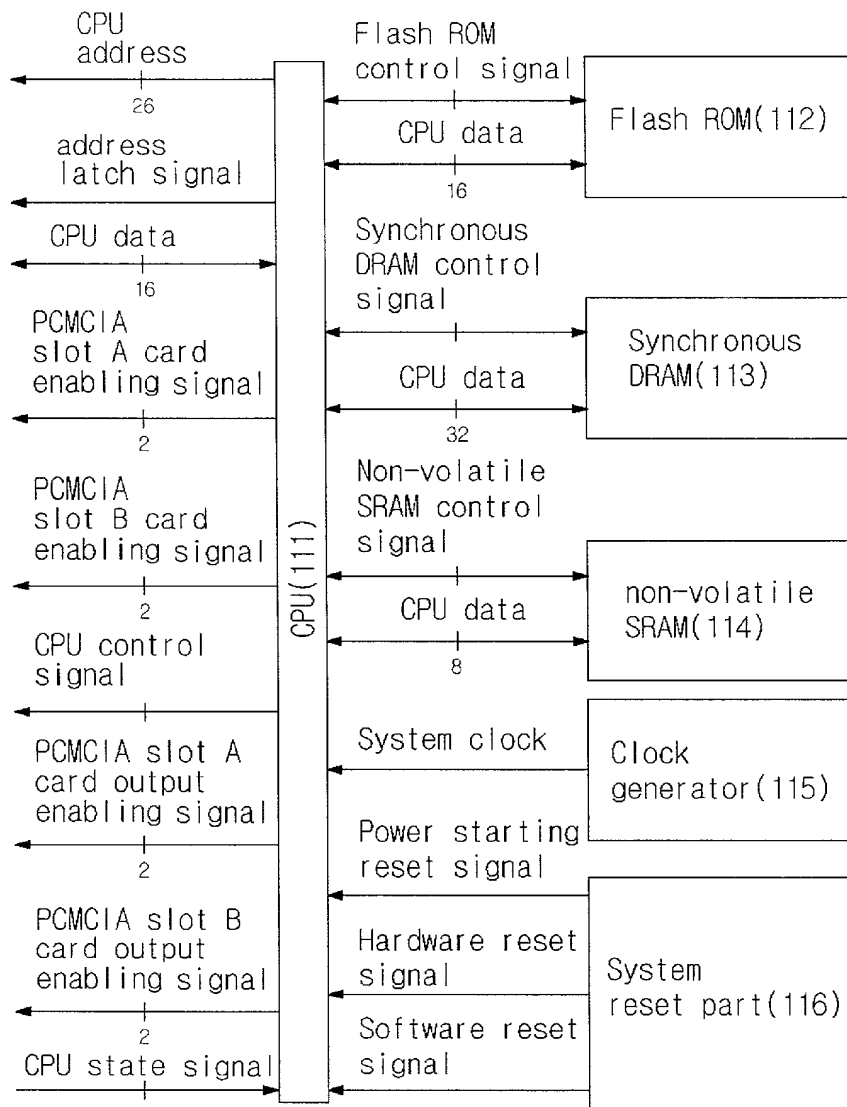 CPU
address
26
address
latch signal
CPU data
16
PCMCIA
slot A card
enabling signal
2
PCMCIA
slot B card
enabling signal
2
CPU control
signal
PCMCIA slot A
card output
enabling signal
2
PCMCIA slot B
card output
enabling signal
2
CPU state signal
CPU(111)
Flash ROM
control signal
CPU data
16
Flash ROM(112)
Synchronous
DRAM control
signal
CPU data
32
Synchronous
DRAM(113)
Non-volatile
SRAM control
signal
CPU data
8
non-volatile
SRAM(114)
System clock
Clock
generator(115)
Power starting
reset signal
Hardware reset
signal
Software reset
signal
System
reset part(116)